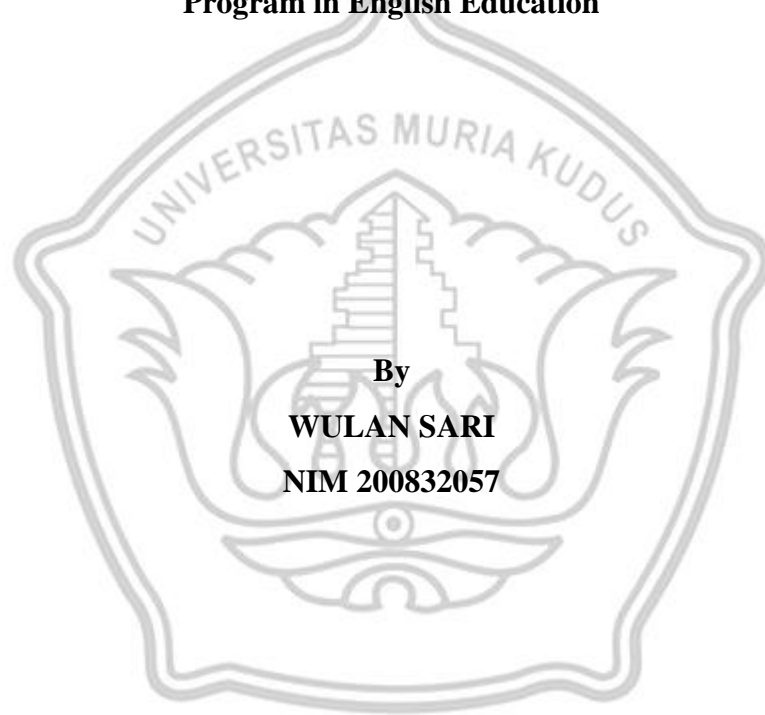 Program in English Education
UNIVERSITAS MURIA KUDUS
By
WULAN SARI
NIM 200832057